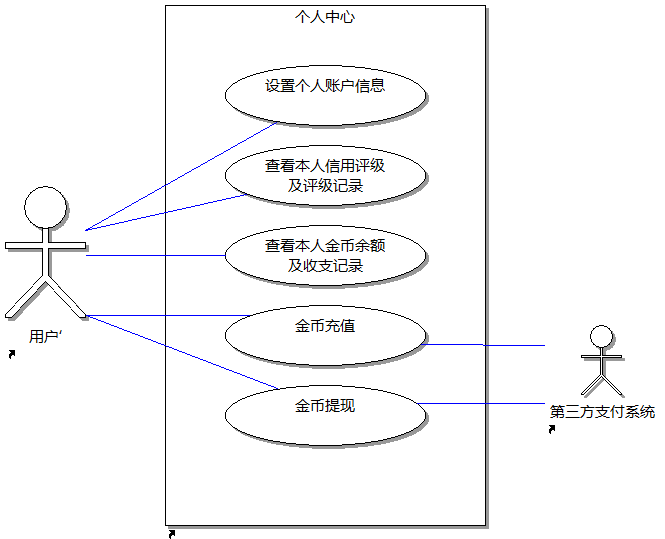 个人中心
设置个人账户信息
查看本人信用评级
及评级记录
查看本人金币余额
及收支记录
金币充值
金币提现
用户'
第三方支付系统